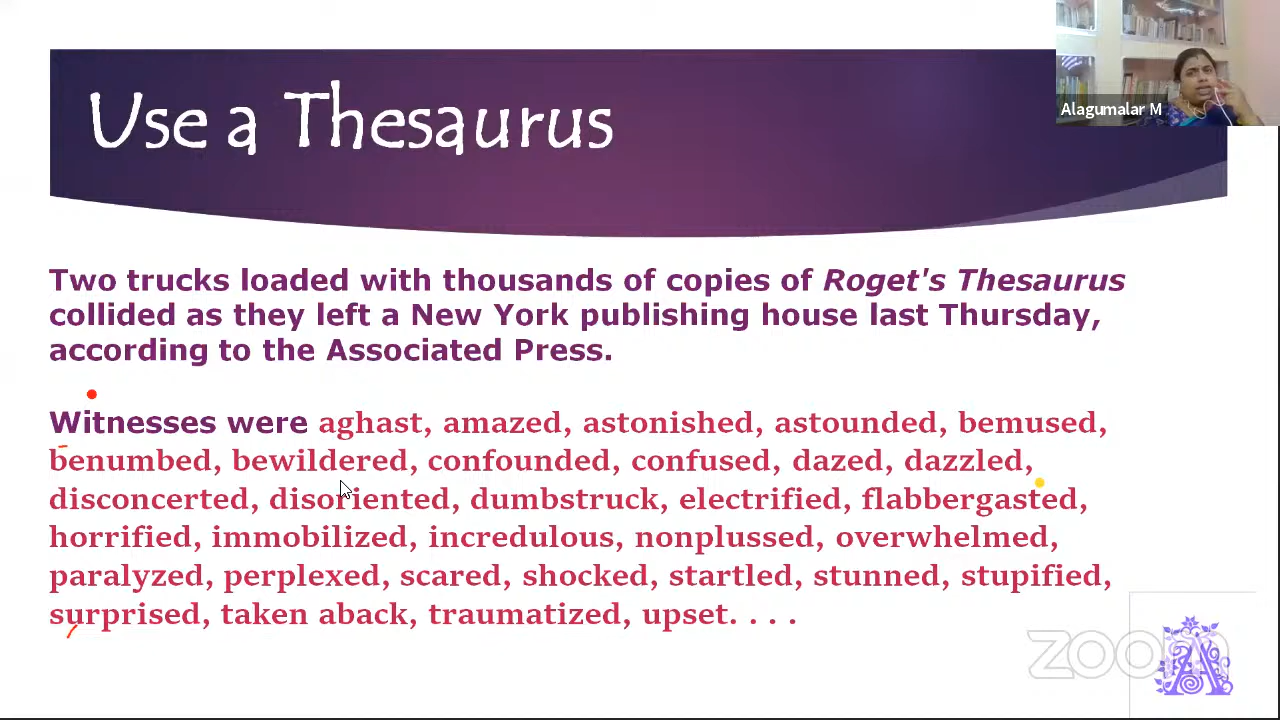 Use a Thesaurus
Alagumalar M
Two trucks loaded with thousands of copies of Roget's Thesaurus
collided as they left a New York publishing house last Thursday,
according to the Associated Press.
Witnesses were aghast, amazed, astonished, astounded, bemused,
benumbed, bewildered, confounded, confused, dazed, dazzled,
disconcerted, disoriented, dumbstruck, electrified, flabbergasted,
horrified, immobilized, incredulous, nonplussed, overwhelmed,
paralyzed, perplexed, scared, shocked, startled, stunned, stupified,
surprised, taken aback, traumatized, upset. . . .
zoom
A